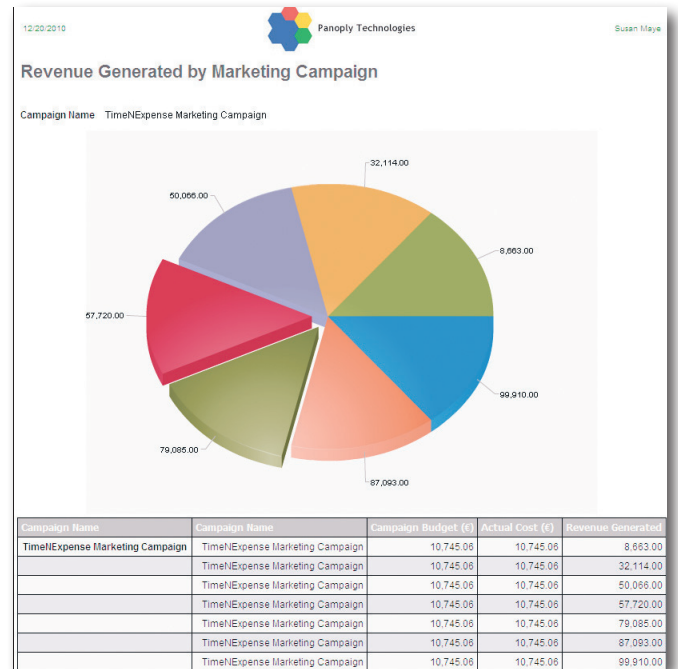 12/20/2010 Panoply Technologies Susan Maye
Revenue Generated by Marketing Campaign
Campaign Name TimeNExpense Marketing Campaign
32,114.00
50,066.00
8,663.00
57,720.00
99,910.00
79,085.00
87,093.00
Campaign Name Campaign Name Campaign Budget (€) Actual Cost (€) Revenue Generated
TimeNExpense Marketing Campaign TimeNExpense Marketing Campaign 10,745.06 10,745.06 8,663.00
TimeNExpense Marketing Campaign 10,745.06 10,745.06 32,114.00
TimeNExpense Marketing Campaign 10,745.06 10,745.06 50,066.00
TimeNExpense Marketing Campaign 10,745.06 10,745.06 57,720.00
TimeNExpense Marketing Campaign 10,745.06 10,745.06 79,085.00
TimeNExpense Marketing Campaign 10,745.06 10,745.06 87,093.00
TimeNExpense Marketing Campaign 10,745.06 10,745.06 99,910.00